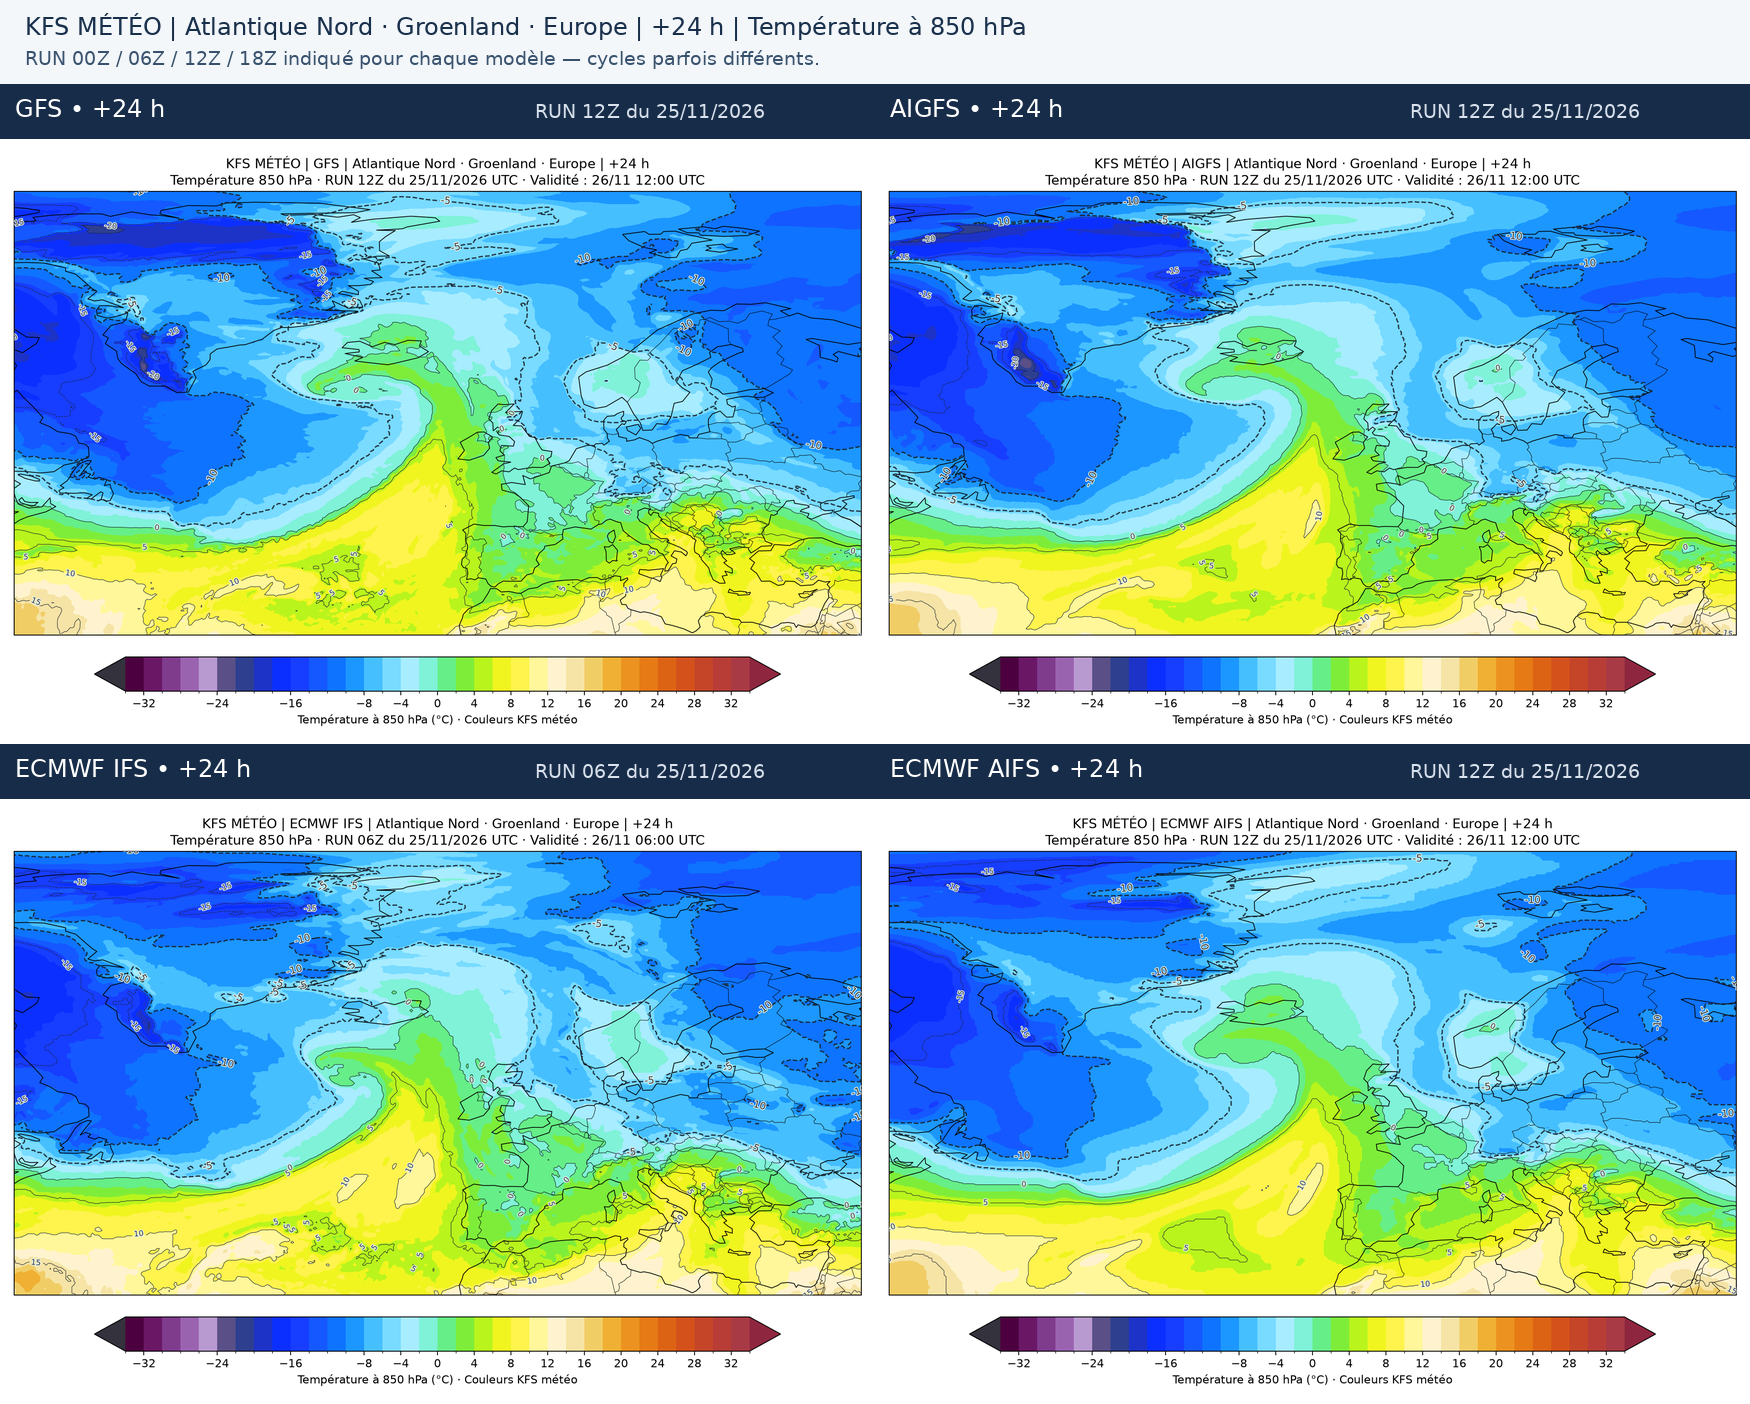 KFS MÉTÉO | Atlantique Nord · Groenland · Europe | +24 h | Température à 850 hPa
RUN 00Z / 06Z / 12Z / 18Z indiqué pour chaque modèle — cycles parfois différents.
GFS • +24 h
RUN 12Z du 25/11/2026
KFS MÉTÉO | GFS | Atlantique Nord · Groenland · Europe | +24 h
Température 850 hPa · RUN 12Z du 25/11/2026 UTC · Validité : 26/11 12:00 UTC
−32 −24 −16 −8 −4 0 4 8 12 16 20 24 28 32
Température à 850 hPa (°C) · Couleurs KFS météo
AIGFS • +24 h
RUN 12Z du 25/11/2026
KFS MÉTÉO | AIGFS | Atlantique Nord · Groenland · Europe | +24 h
Température 850 hPa · RUN 12Z du 25/11/2026 UTC · Validité : 26/11 12:00 UTC
−32 −24 −16 −8 −4 0 4 8 12 16 20 24 28 32
Température à 850 hPa (°C) · Couleurs KFS météo
ECMWF IFS • +24 h
RUN 06Z du 25/11/2026
KFS MÉTÉO | ECMWF IFS | Atlantique Nord · Groenland · Europe | +24 h
Température 850 hPa · RUN 06Z du 25/11/2026 UTC · Validité : 26/11 06:00 UTC
−32 −24 −16 −8 −4 0 4 8 12 16 20 24 28 32
Température à 850 hPa (°C) · Couleurs KFS météo
ECMWF AIFS • +24 h
RUN 12Z du 25/11/2026
KFS MÉTÉO | ECMWF AIFS | Atlantique Nord · Groenland · Europe | +24 h
Température 850 hPa · RUN 12Z du 25/11/2026 UTC · Validité : 26/11 12:00 UTC
−32 −24 −16 −8 −4 0 4 8 12 16 20 24 28 32
Température à 850 hPa (°C) · Couleurs KFS météo